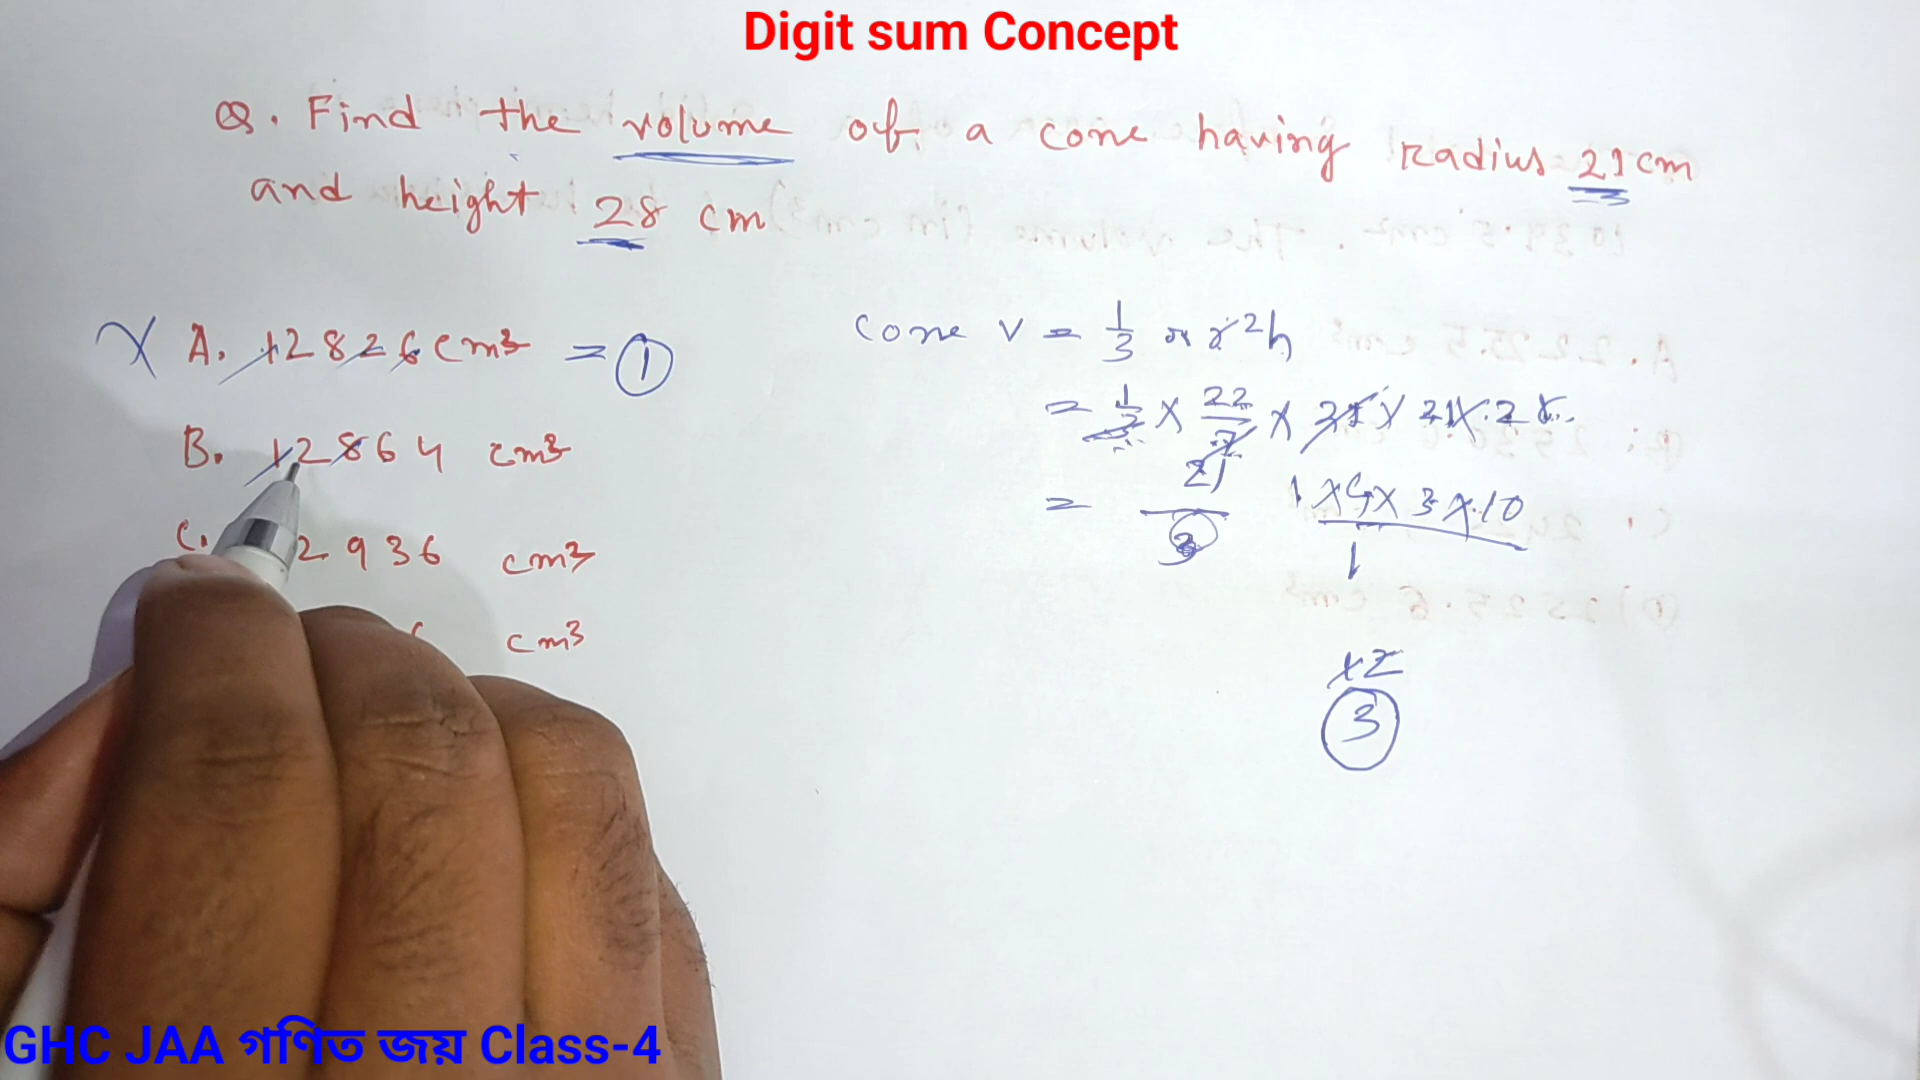 Digit sum Concept
Q. Find the volume of a cone having radius 21 cm
and height 28 cm
A. 12826 cm³ = 1
B. 12864 cm³
C. 2936 cm³
cm³
Cone V = 1/3 π r²h
= 1/3 × 22/7 × 21 × 21 × 28
= 21/3
1 × 4 × 3 × 10
1
12
3
GHC JAA গণিত জয় Class-4